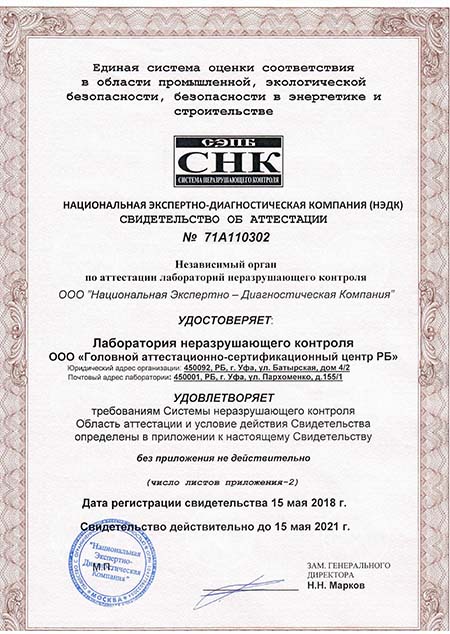 Единая система оценки соответствия
в области промышленной, экологической
безопасности, безопасности в энергетике и
строительстве
СЭПБ
СНК
СИСТЕМА НЕРАЗРУШАЮЩЕГО КОНТРОЛЯ
НАЦИОНАЛЬНАЯ ЭКСПЕРТНО-ДИАГНОСТИЧЕСКАЯ КОМПАНИЯ (НЭДК)
СВИДЕТЕЛЬСТВО ОБ АТТЕСТАЦИИ
№ 71А110302
Независимый орган
по аттестации лабораторий неразрушающего контроля
ООО "Национальная Экспертно – Диагностическая Компания"
УДОСТОВЕРЯЕТ:
Лаборатория неразрушающего контроля
ООО «Головной аттестационно-сертификационный центр РБ»
Юридический адрес организации: 450092, РБ, г. Уфа, ул. Батырская, дом 4/2
Почтовый адрес лаборатории: 450001, РБ, г. Уфа, ул. Пархоменко, д.155/1
УДОВЛЕТВОРЯЕТ
требованиям Системы неразрушающего контроля
Область аттестации и условие действия Свидетельства
определены в приложении к настоящему Свидетельству
без приложения не действительно
(число листов приложения-2)
Дата регистрации свидетельства 15 мая 2018 г.
Свидетельство действительно до 15 мая 2021 г.
"Национальная
Экспертно-
Диагностическая
Компания"
М.П.
МОСКВА
ЗАМ. ГЕНЕРАЛЬНОГО
ДИРЕКТОРА
Н.Н. Марков